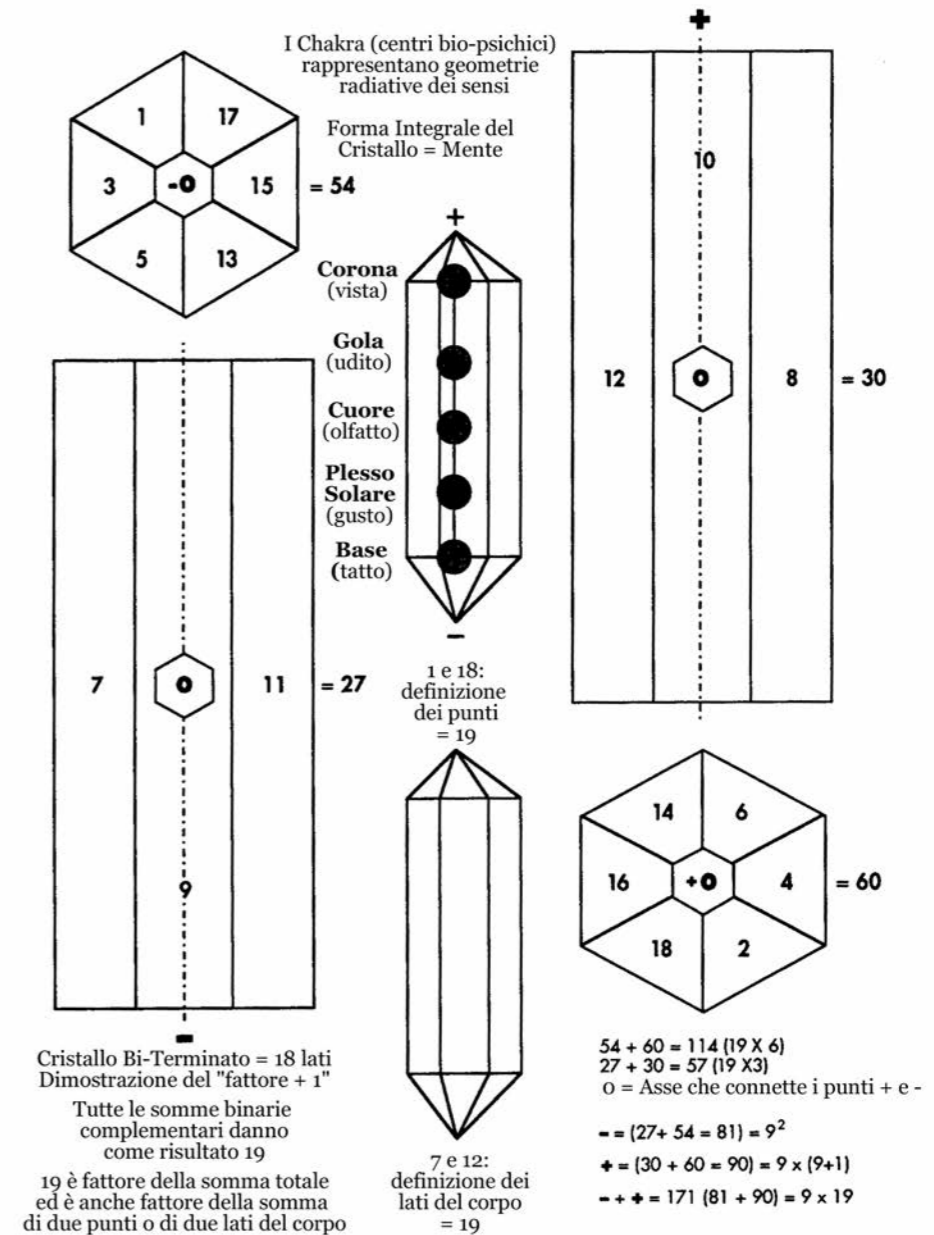 I Chakra (centri bio-psichici)
rappresentano geometrie
radiative dei sensi
Forma Integrale del
Cristallo = Mente
1 17
3 -0 15 = 54
5 13
+
Corona
(vista)
Gola
(udito)
Cuore
(olfatto)
Plesso
Solare
(gusto)
Base
(tatto)
-
+
10
12 0 8 = 30
7 0 11 = 27
9
-
1 e 18:
definizione
dei punti
= 19
14 6
16 +0 4 = 60
18 2
7 e 12:
definizione dei
lati del corpo
= 19
Cristallo Bi-Terminato = 18 lati
Dimostrazione del "fattore + 1"
Tutte le somme binarie
complementari danno
come risultato 19
19 è fattore della somma totale
ed è anche fattore della somma
di due punti o di due lati del corpo
54 + 60 = 114 (19 X 6)
27 + 30 = 57 (19 X3)
0 = Asse che connette i punti + e -
- = (27+ 54 = 81) = 9²
+ = (30 + 60 = 90) = 9 x (9+1)
- + + = 171 (81 + 90) = 9 x 19